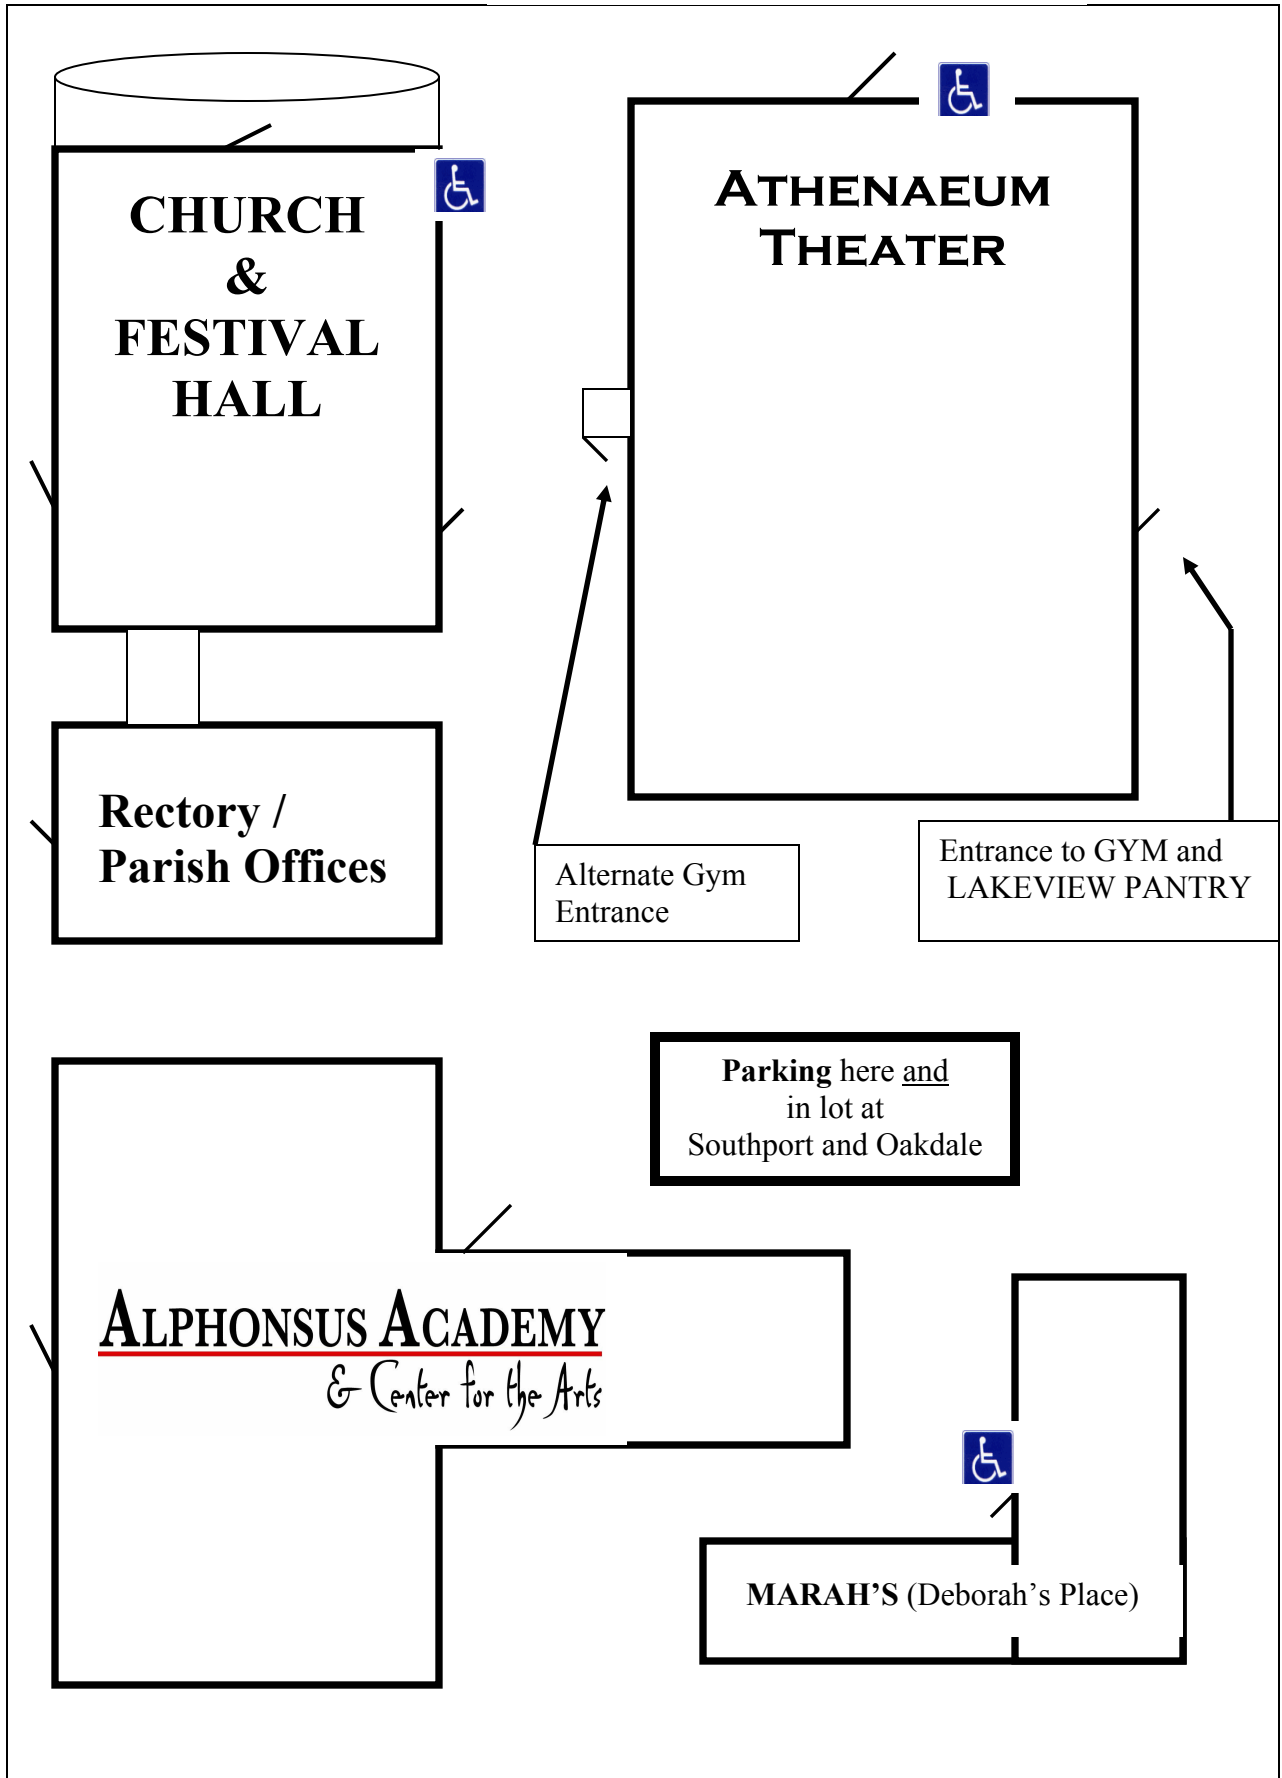 CHURCH
&
FESTIVAL
HALL
ATHENAEUM
THEATER
Rectory /
Parish Offices
Alternate Gym
Entrance
Entrance to GYM and
LAKEVIEW PANTRY
Parking here and
in lot at
Southport and Oakdale
ALPHONSUS ACADEMY
& Center for the Arts
MARAH'S (Deborah's Place)